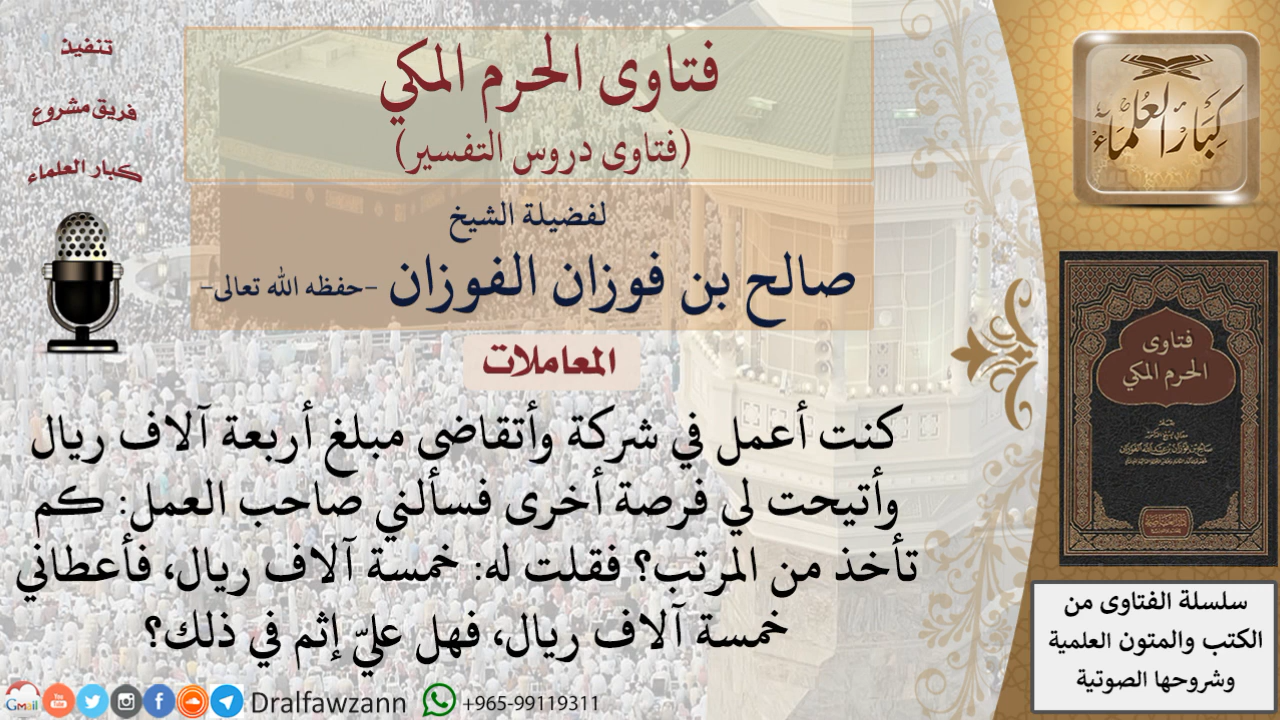 تنفيذ
فريق مشروع
كبار العلماء
فتاوى الحرم المكي
(فتاوى دروس التفسير)
لفضيلة الشيخ
صالح بن فوزان الفوزان -حفظه الله تعالى-
المعاملات
كنت أعمل في شركة وأتقاضى مبلغ أربعة آلاف ريال
وأتيحت لي فرصة أخرى فسألني صاحب العمل: كم
تأخذ من المرتب؟ فقلت له: خمسة آلاف ريال، فأعطاني
خمسة آلاف ريال، فهل عليّ إثم في ذلك؟
كبار العلماء
فتاوى
الحرم المكي
سلسلة الفتاوى من
الكتب والمتون العلمية
وشروحها الصوتية
Gmail
You Tube
Dralfawzann
+965-99119311